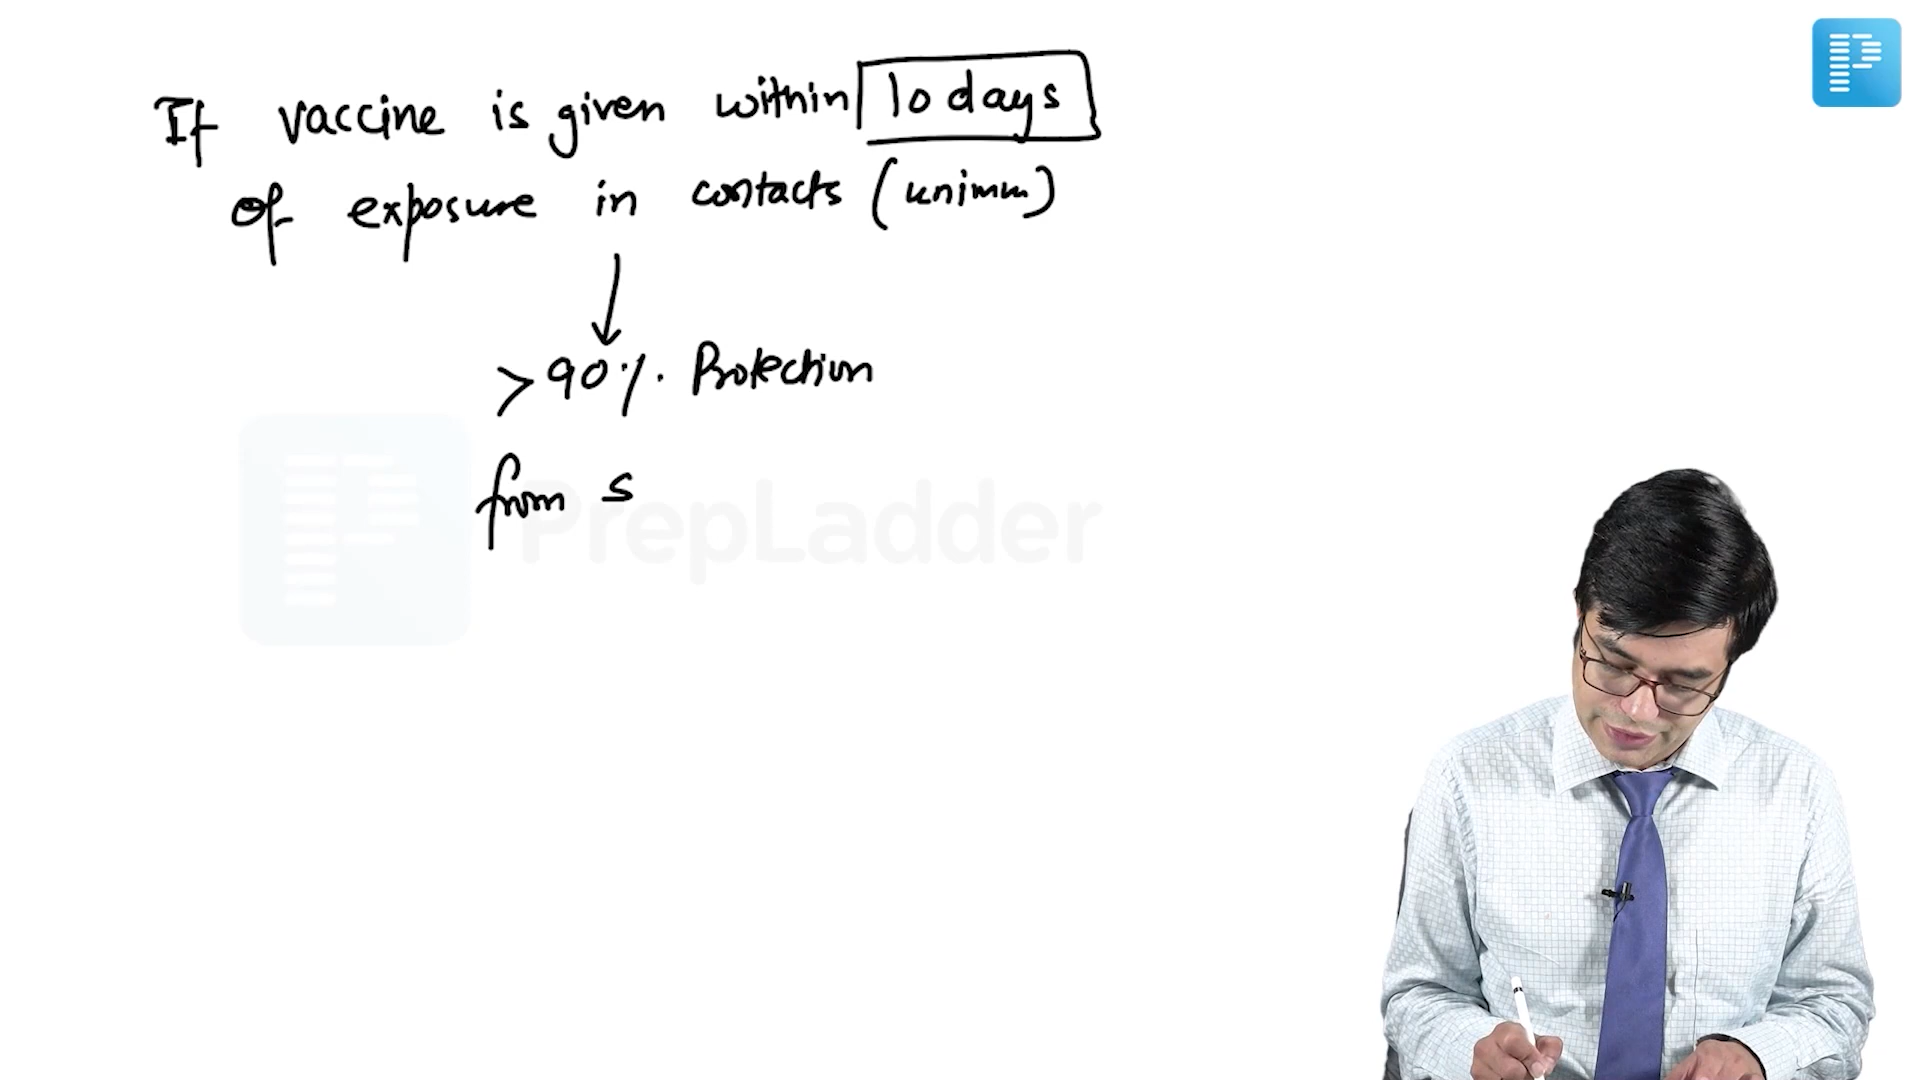 If vaccine is given within 10 days
of exposure in contacts (unimm)
>90% Protection
from s
PrepLadder